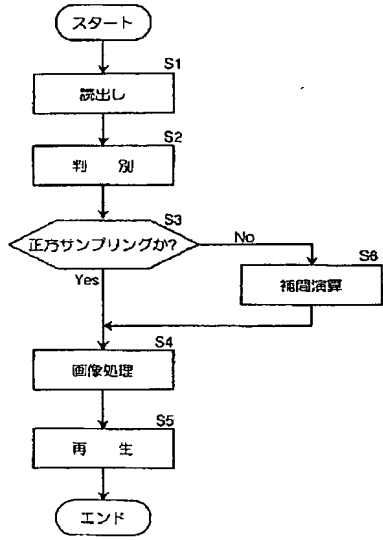 スタート
S1
読出し
S2
判 別
S3
正方サンプリングか?
No
Yes
S6
補間演算
S4
画像処理
S5
再 生
エンド